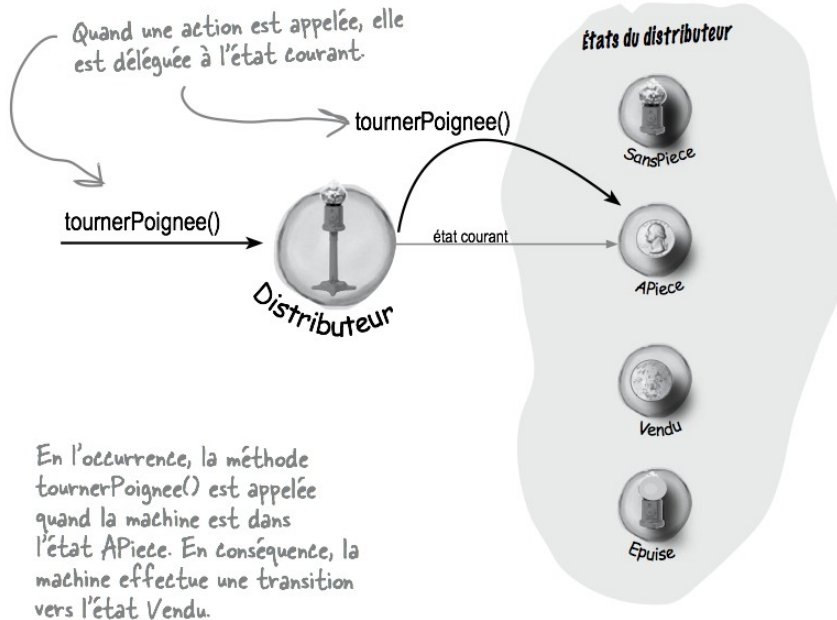 Quand une action est appelée, elle
est déléguée à l'état courant.
États du distributeur
SansPiece
tournerPoignee()
tournerPoignee()
état courant
APiece
Distributeur
Vendu
Epuise
En l'occurrence, la méthode
tournerPoignee() est appelée
quand la machine est dans
l'état APiece. En conséquence, la
machine effectue une transition
vers l'état Vendu.